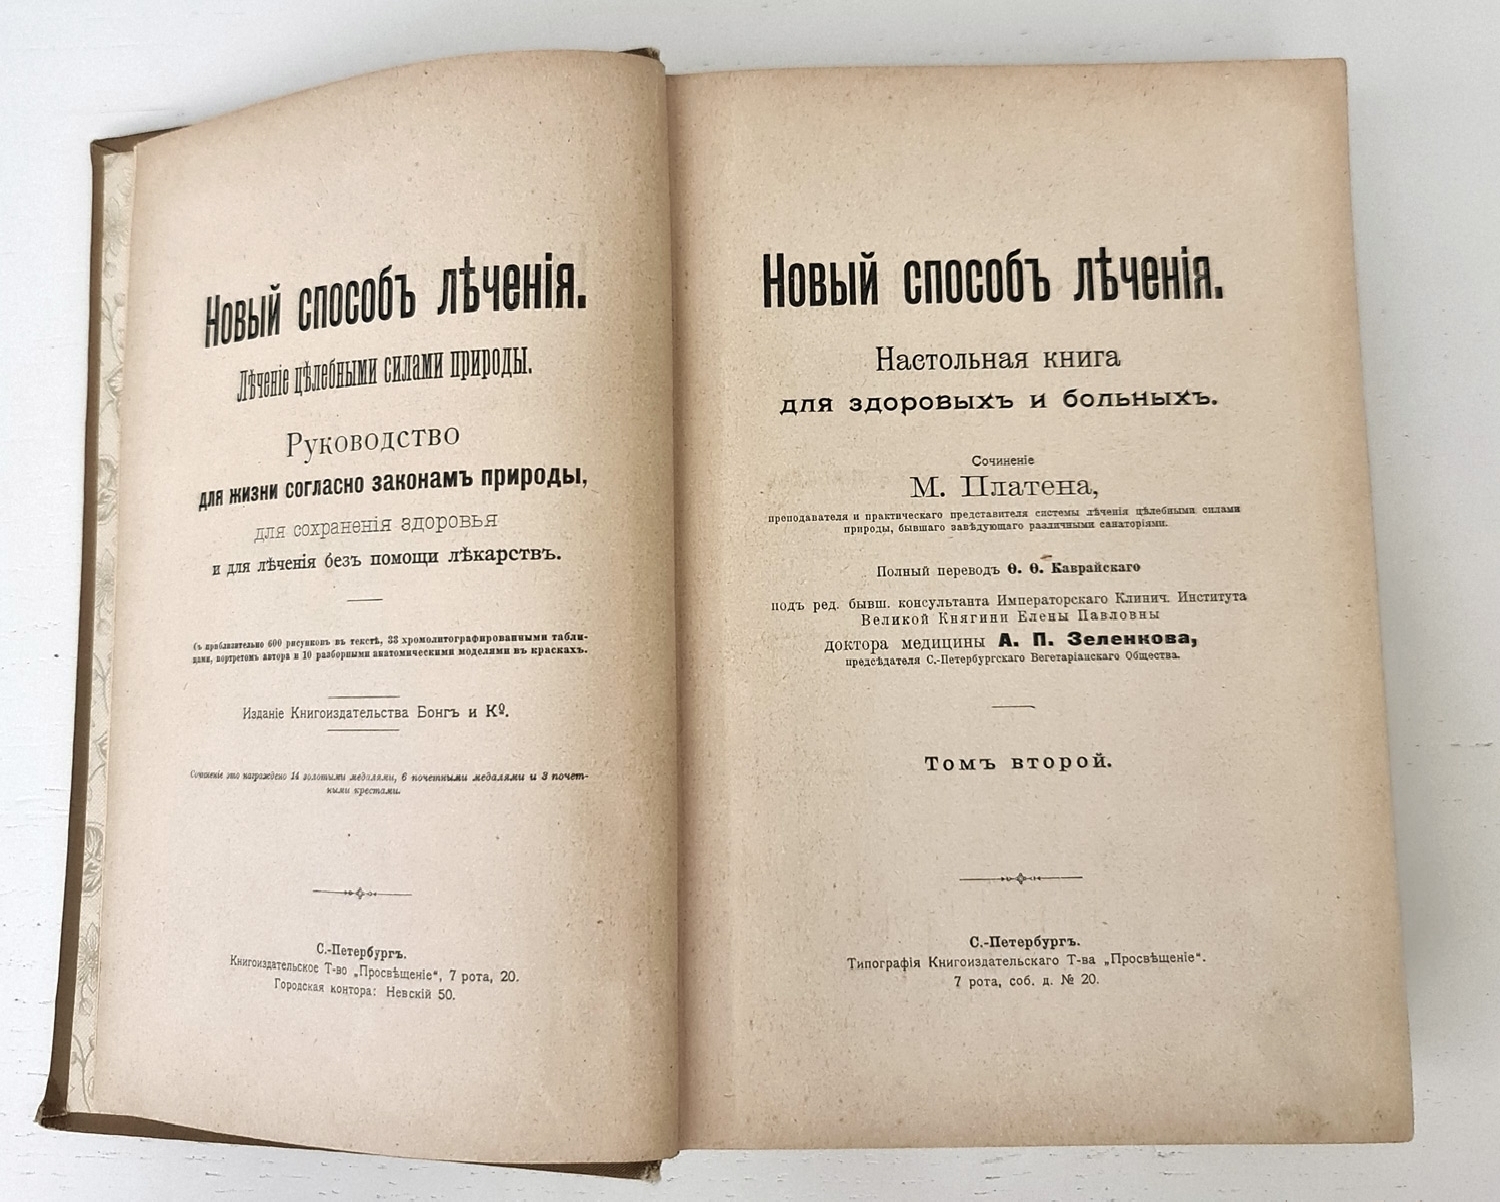 Новый способъ лѣченія.
Лѣченіе цѣлебными силами природы.
Руководство
для жизни согласно законамъ природы,
для сохраненія здоровья
и для лѣченія безъ помощи лѣкарствъ.
Съ приблизительно 600 рисунковъ въ текстѣ, 33 хромолитографированными табли-
цами, портретомъ автора и 10 разборными анатомическими моделями въ краскахъ.
Изданіе Книгоиздательства Бонгъ и Ко.
Сочиненіе это награждено 14 золотыми медалями, 6 почетными медалями и 3 почет-
ными крестами.
С.-Петербургъ.
Книгоиздательское Т-во „Просвѣщеніе“, 7 рота, 20.
Городская контора: Невскій 50.
Новый способъ лѣченія.
Настольная книга
для здоровыхъ и больныхъ.
Сочиненіе
М. Платена,
преподавателя и практическаго представителя системы лѣченія цѣлебными силами
природы, бывшаго завѣдующаго различными санаторіями.
Полный переводъ Ѳ. Ѳ. Каврайскаго
подъ ред. бывш. консультанта Императорскаго Клинич. Института
Великой Княгини Елены Павловны
доктора медицины А. П. Зеленкова,
предсѣдателя С.-Петербургскаго Вегетаріанскаго Общества.
Томъ второй.
С.-Петербургъ.
Типографія Книгоиздательскаго Т-ва „Просвѣщеніе“.
7 рота, соб. д. № 20.